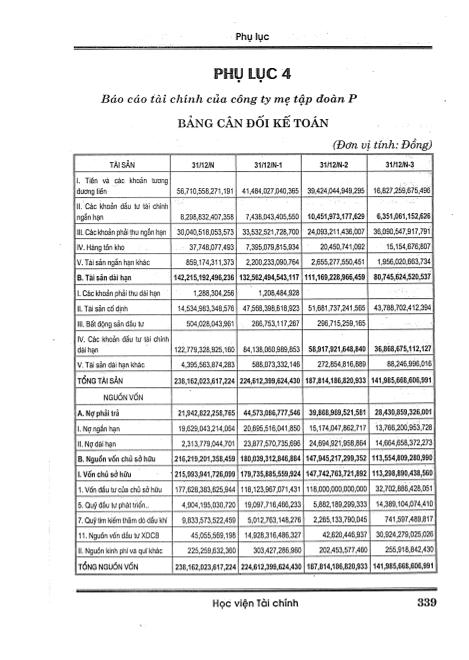 Phụ lục
PHỤ LỤC 4
Báo cáo tài chính của công ty mẹ tập đoàn P
BẢNG CÂN ĐỐI KẾ TOÁN
(Đơn vị tính: Đồng)
TÀI SẢN 31/12/N 31/12/N-1 31/12/N-2 31/12/N-3
I. Tiền và các khoản tương
đương tiền 56,710,558,271,191 41,484,027,040,365 39,424,044,949,295 16,827,259,675,496
II. Các khoản đầu tư tài chính
ngắn hạn 8,298,832,407,358 7,438,043,405,550 10,451,973,177,629 6,351,061,152,626
III. Các khoản phải thu ngắn hạn 30,040,518,053,573 33,532,521,728,700 24,093,211,436,007 36,090,547,917,791
IV. Hàng tồn kho 37,748,077,493 7,395,079,815,934 20,450,741,092 15,154,676,807
V. Tài sản ngắn hạn khác 859,174,311,373 2,200,233,090,764 2,655,277,550,451 1,956,020,663,734
B. Tài sản dài hạn 142,215,192,496,236 132,562,494,543,117 111,169,228,966,459 80,745,624,520,537
I. Các khoản phải thu dài hạn 1,288,304,256 1,208,484,928
II. Tài sản cố định 14,534,983,348,576 47,568,398,618,923 51,681,737,241,565 43,788,702,412,394
III. Bất động sản đầu tư 504,028,043,961 266,753,117,267 296,715,259,165
IV. Các khoản đầu tư tài chính
dài hạn 122,779,328,925,160 84,138,060,989,853 58,917,921,648,840 36,868,675,112,127
V. Tài sản dài hạn khác 4,395,563,874,283 588,073,332,146 272,854,816,889 88,246,996,016
TỔNG TÀI SẢN 238,162,023,617,224 224,612,399,624,430 187,814,186,820,933 141,985,668,606,991
NGUỒN VỐN
A. Nợ phải trả 21,942,822,258,765 44,573,086,777,546 39,868,969,521,581 28,430,859,326,001
I. Nợ ngắn hạn 19,629,043,214,064 20,695,516,041,850 15,174,047,862,717 13,766,200,953,728
II. Nợ dài hạn 2,313,779,044,701 23,877,570,735,696 24,694,921,958,864 14,664,658,372,273
B. Nguồn vốn chủ sở hữu 216,219,201,358,459 180,039,312,846,884 147,945,217,299,352 113,554,809,280,990
I. Vốn chủ sở hữu 215,993,941,726,099 179,735,885,559,924 147,742,763,721,892 113,298,890,438,560
1. Vốn đầu tư của chủ sở hữu 177,628,383,625,944 118,123,967,071,431 118,000,000,000,000 32,702,886,428,051
5. Quỹ đầu tư phát triển.. 4,904,195,030,720 19,097,716,466,233 5,882,189,299,333 14,389,104,074,410
7. Quỹ tìm kiếm thăm dò dầu khí 9,833,573,522,459 5,012,763,148,276 2,265,133,790,045 741,597,489,817
11. Nguồn vốn đầu tư XDCB 45,055,569,198 14,928,316,486,327 42,620,446,937 30,924,279,025,026
II. Nguồn kinh phí và quĩ khác 225,259,632,360 303,427,286,960 202,453,577,460 255,918,842,430
TỔNG NGUỒN VỐN 238,162,023,617,224 224,612,399,624,430 187,814,186,820,933 141,985,668,606,991
Học viện Tài chính 339